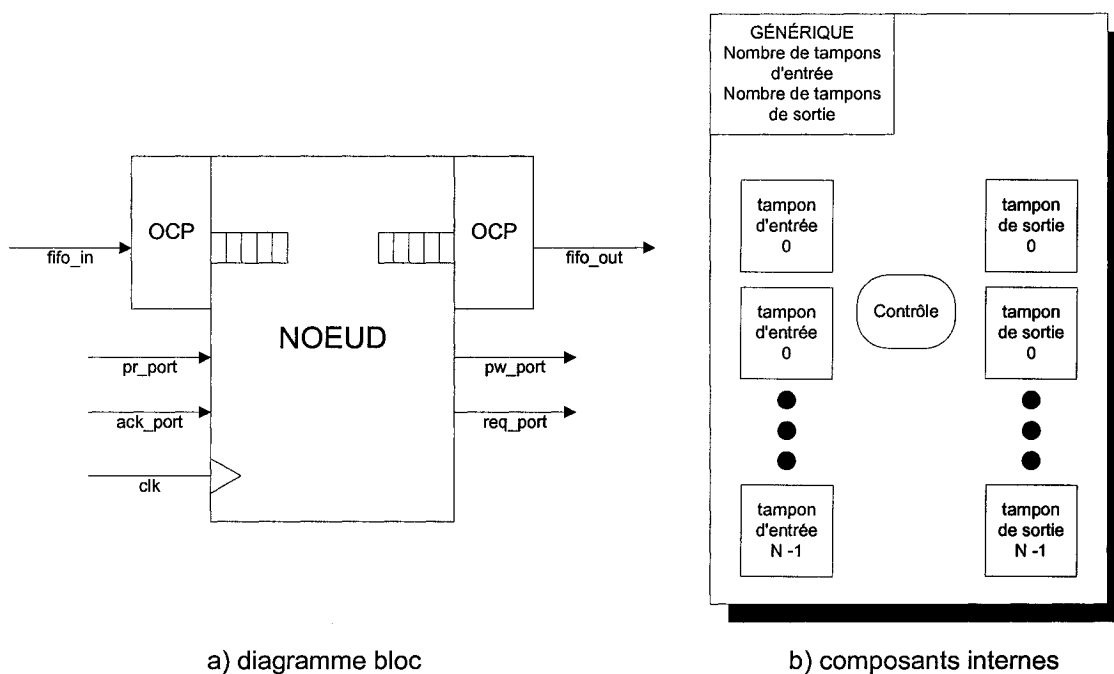 OCP
OCP
fifo_in
fifo_out
NOEUD
pr_port
pw_port
ack_port
req_port
clk
a) diagramme bloc
GÉNÉRIQUE
Nombre de tampons
d'entrée
Nombre de tampons
de sortie
tampon
d'entrée
0
tampon
de sortie
0
Contrôle
tampon
d'entrée
0
tampon
de sortie
0
tampon
d'entrée
N -1
tampon
de sortie
N -1
b) composants internes